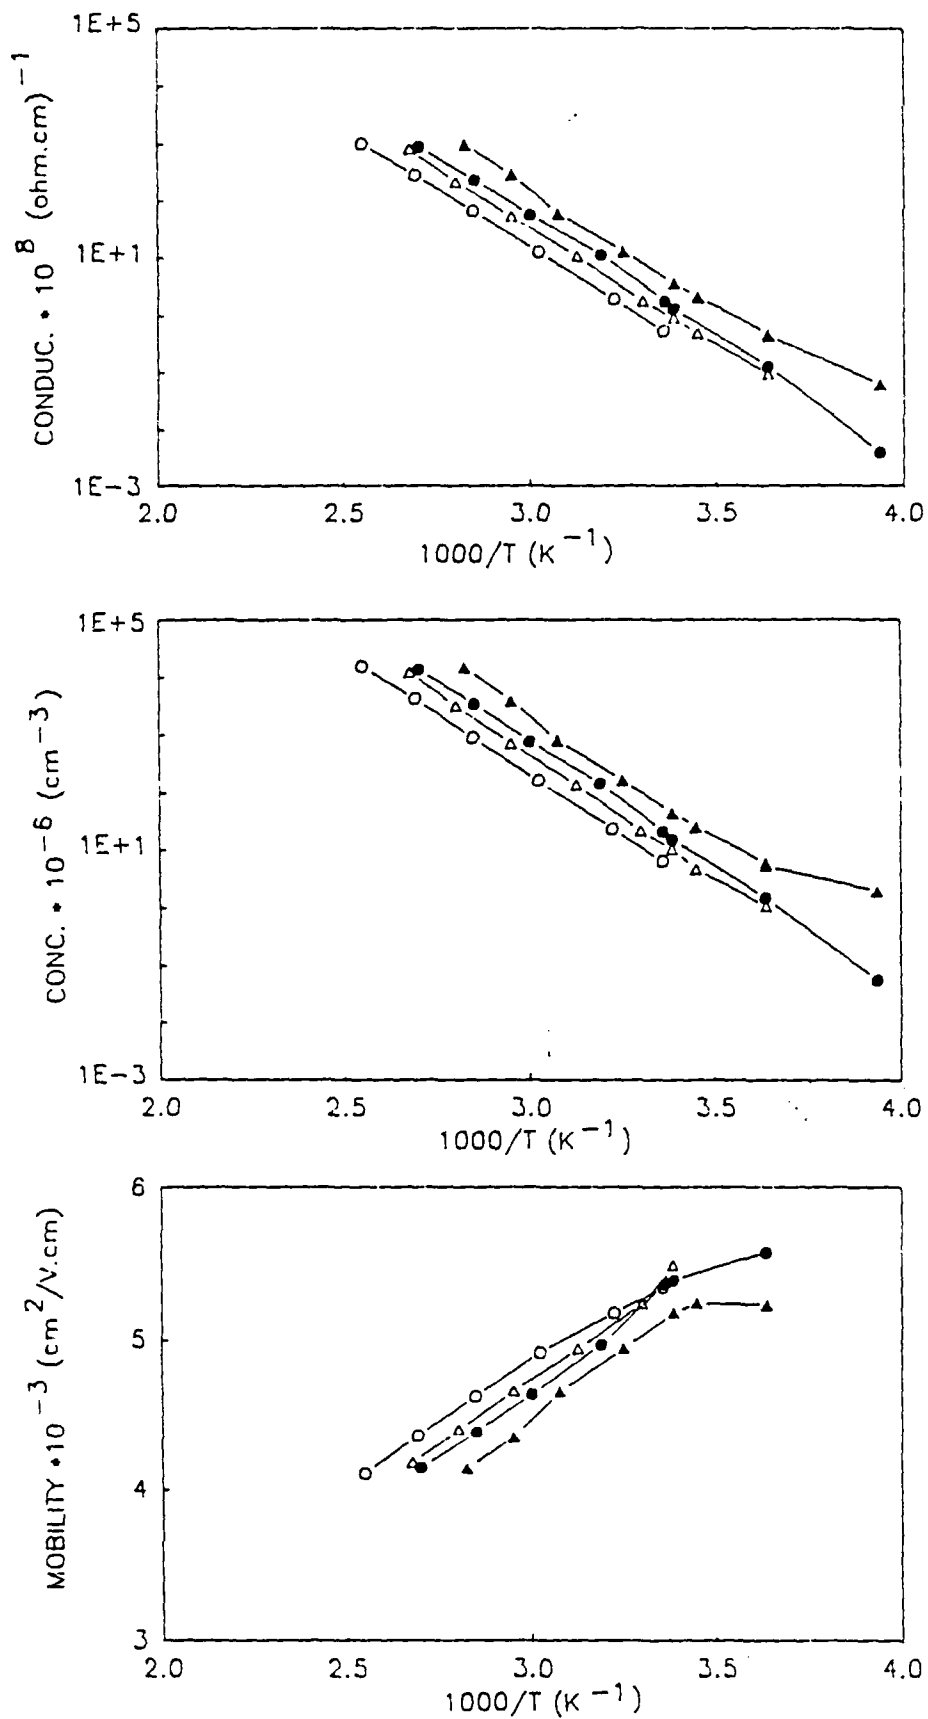 1E+5
1E+1
1E-3
CONDUC. * 10^8 (ohm.cm)^-1
2.0 2.5 3.0 3.5 4.0
1000/T (K^-1)
1E+5
1E+1
1E-3
CONC. * 10^-6 (cm^-3)
2.0 2.5 3.0 3.5 4.0
1000/T (K^-1)
6
5
4
3
MOBILITY *10^-3 (cm^2/V.cm)
2.0 2.5 3.0 3.5 4.0
1000/T (K^-1)